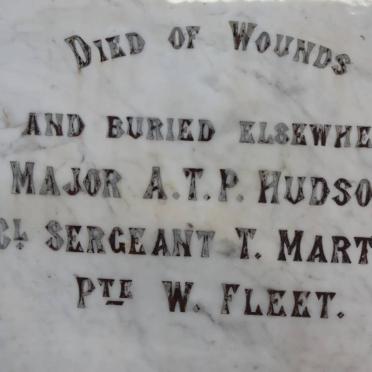 DIED OF WOUNDS
AND BURIED ELSEWHE
MAJOR A.T.P. HUDSO
Cl. SERGEANT T. MART
PTE W. FLEET.